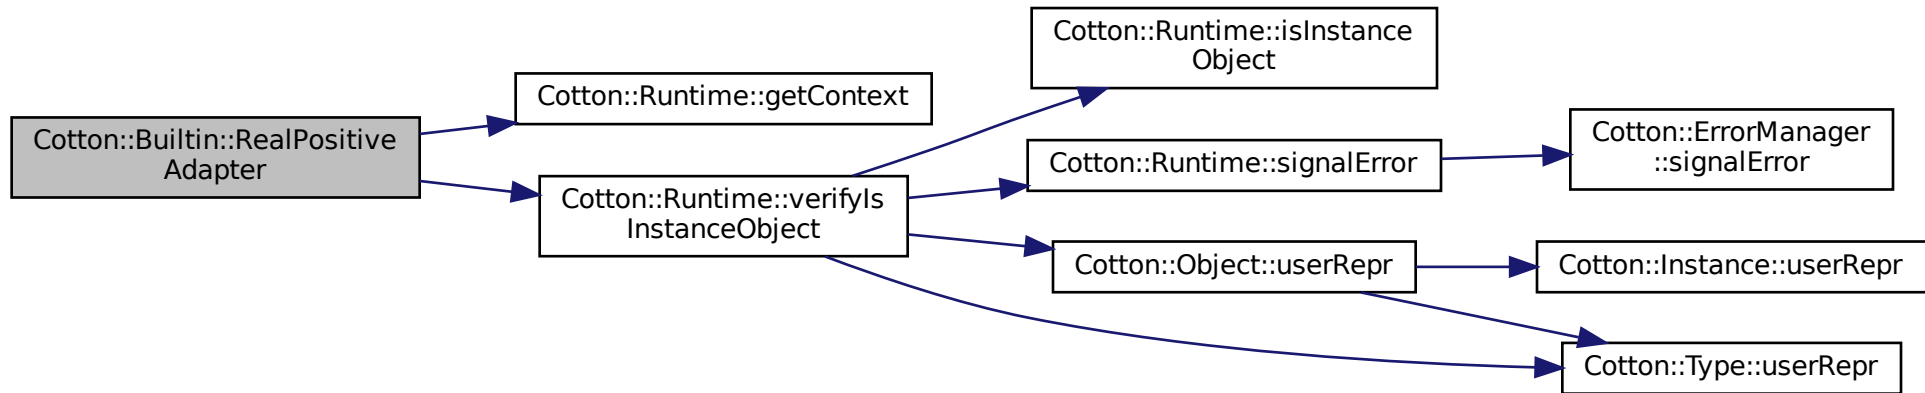 Cotton::Builtin::RealPositive
Adapter
Cotton::Runtime::getContext
Cotton::Runtime::verifyIs
InstanceObject
Cotton::Runtime::isInstance
Object
Cotton::Runtime::signalError
Cotton::Object::userRepr
Cotton::ErrorManager
::signalError
Cotton::Instance::userRepr
Cotton::Type::userRepr